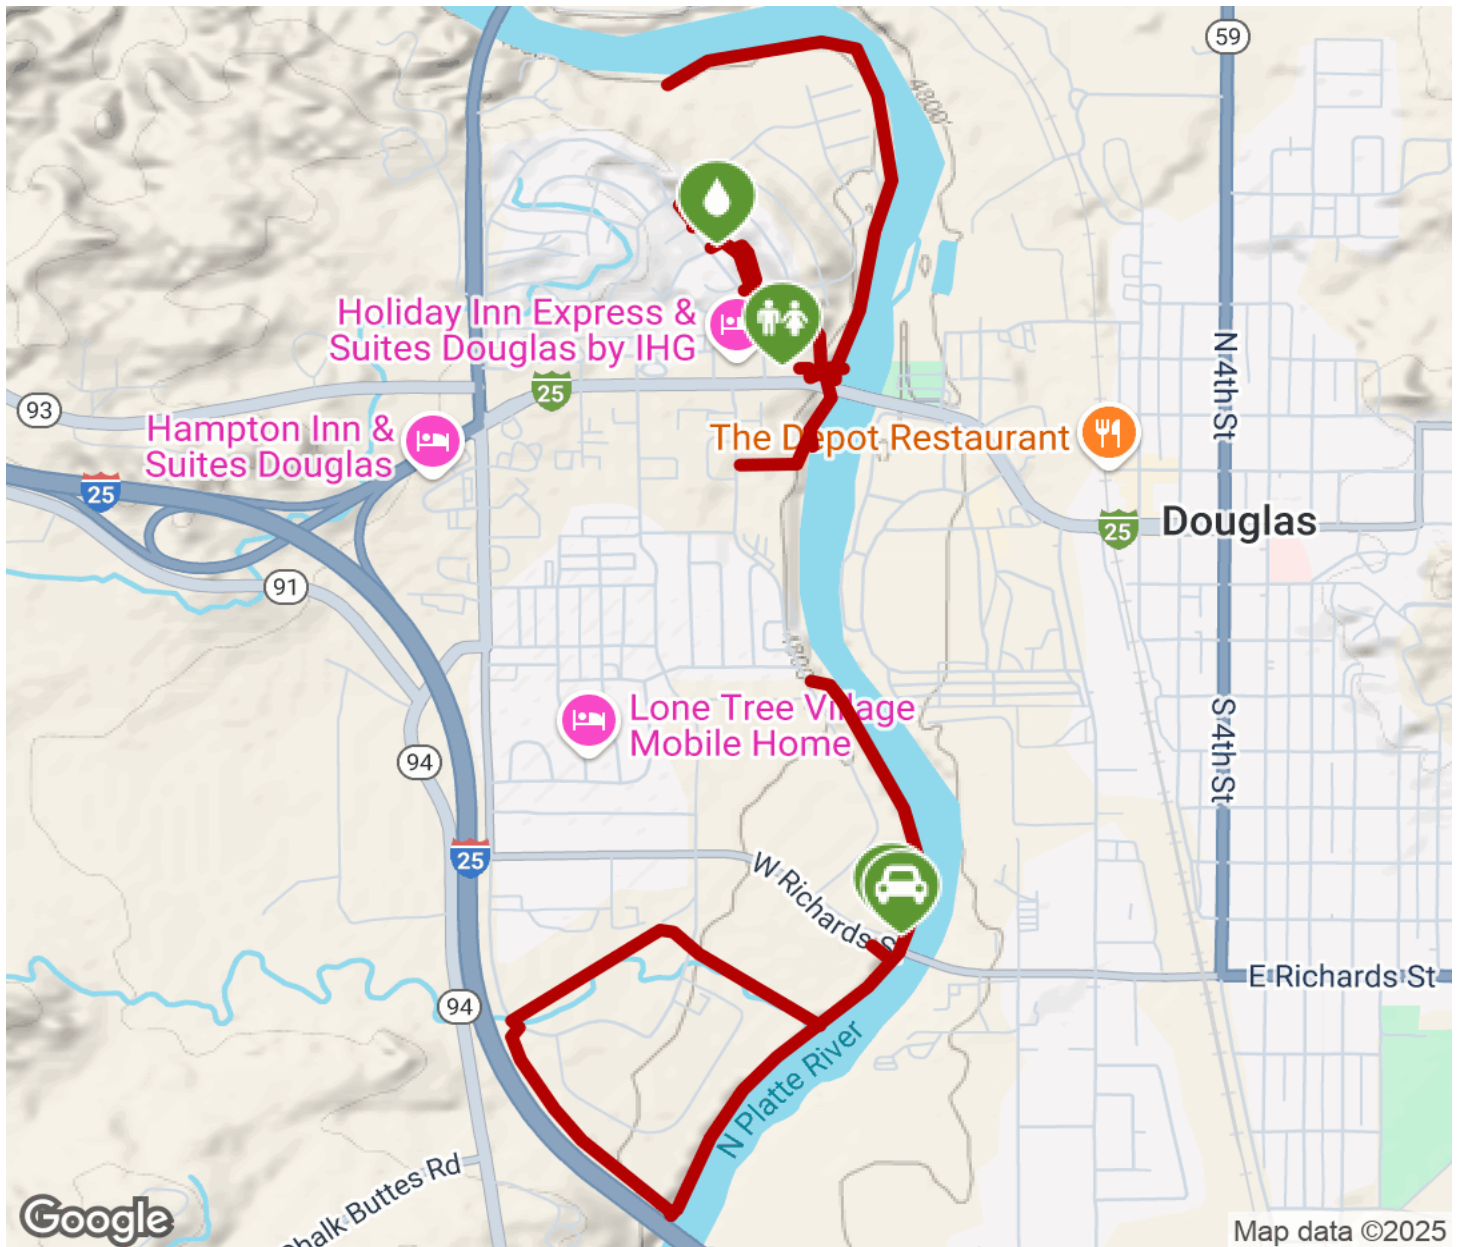 59
4800
Holiday Inn Express &
Suites Douglas by IHG
25
93
N 4th St
Hampton Inn &
Suites Douglas
The Depot Restaurant
25
25
Douglas
91
Lone Tree Village
Mobile Home
S 4th St
94
25
W Richards St
E Richards St
94
N Platte River
Chalk Buttes Rd
Google
Map data ©2025